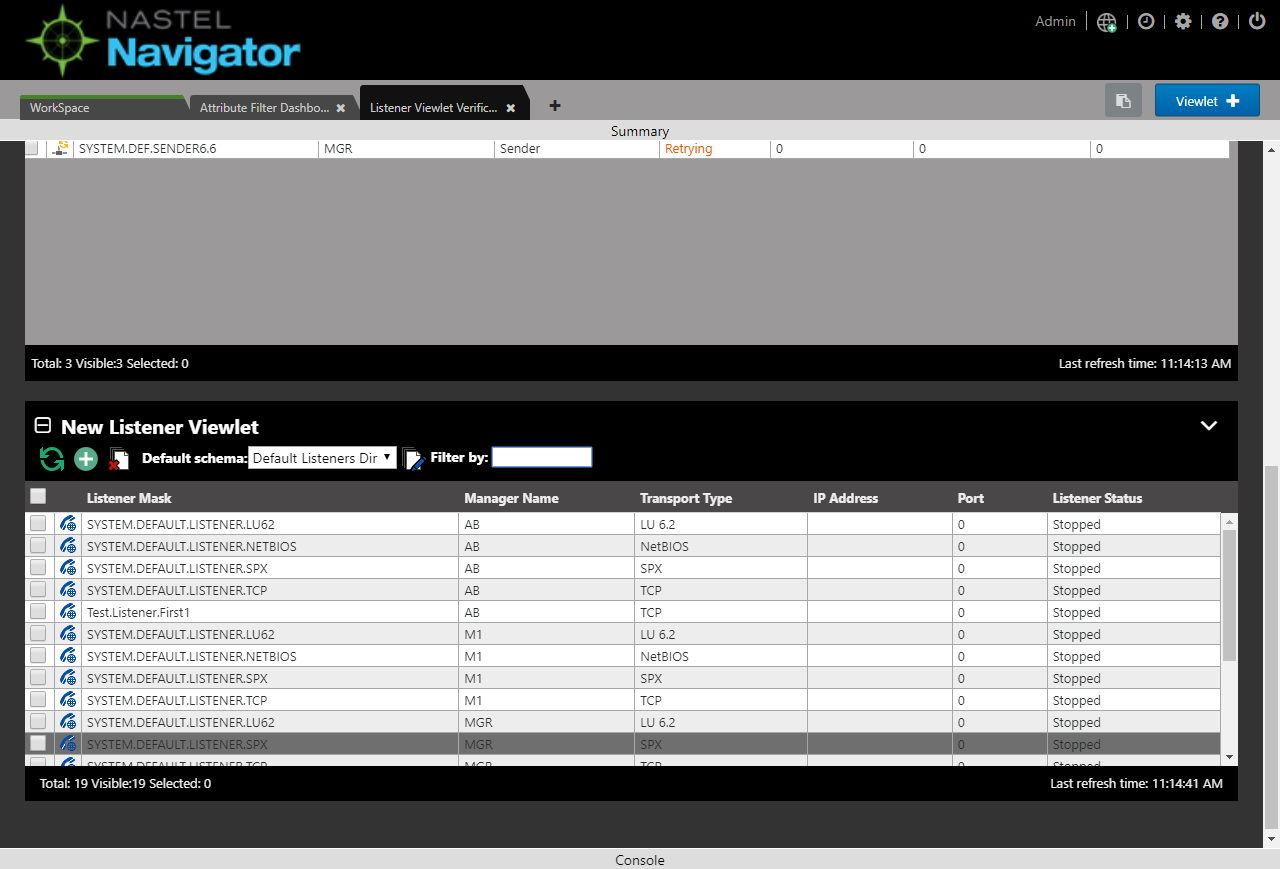 NASTEL
Navigator
Admin
WorkSpace
Attribute Filter Dashbo...
Listener Viewlet Verific...
Viewlet
Summary
SYSTEM.DEF.SENDER6.6 MGR Sender Retrying 0 0 0
Total: 3 Visible:3 Selected: 0 Last refresh time: 11:14:13 AM
New Listener Viewlet
Default schema: Default Listeners Dir Filter by:
Listener Mask Manager Name Transport Type IP Address Port Listener Status
SYSTEM.DEFAULT.LISTENER.LU62 AB LU 6.2 0 Stopped
SYSTEM.DEFAULT.LISTENER.NETBIOS AB NetBIOS 0 Stopped
SYSTEM.DEFAULT.LISTENER.SPX AB SPX 0 Stopped
SYSTEM.DEFAULT.LISTENER.TCP AB TCP 0 Stopped
Test.Listener.First1 AB TCP 0 Stopped
SYSTEM.DEFAULT.LISTENER.LU62 M1 LU 6.2 0 Stopped
SYSTEM.DEFAULT.LISTENER.NETBIOS M1 NetBIOS 0 Stopped
SYSTEM.DEFAULT.LISTENER.SPX M1 SPX 0 Stopped
SYSTEM.DEFAULT.LISTENER.TCP M1 TCP 0 Stopped
SYSTEM.DEFAULT.LISTENER.LU62 MGR LU 6.2 0 Stopped
SYSTEM.DEFAULT.LISTENER.SPX MGR SPX 0 Stopped
SYSTEM.DEFAULT.LISTENER.TCP MGR TCP 0 Stopped
Total: 19 Visible:19 Selected: 0 Last refresh time: 11:14:41 AM
Console